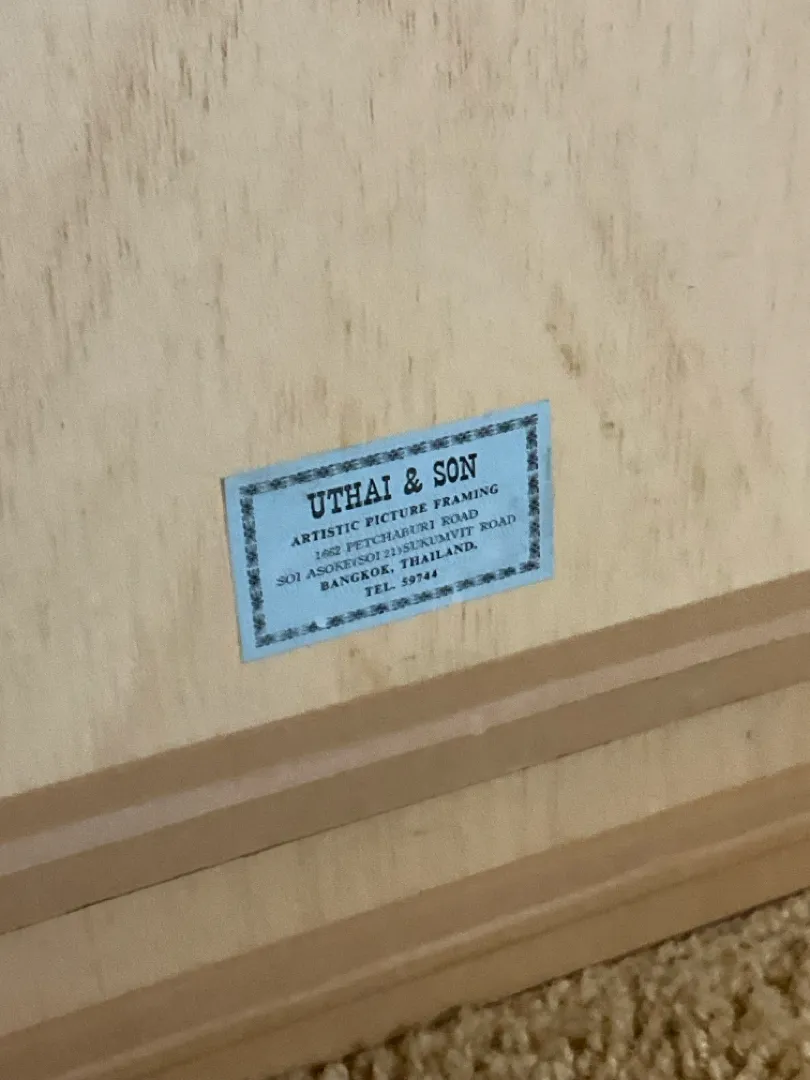 UTHAI & SON
ARTISTIC PICTURE FRAMING
1662 PETCHABURI ROAD
SOI ASOKE(SOI 21)SUKUMVIT ROAD
BANGKOK, THAILAND.
TEL. 59744